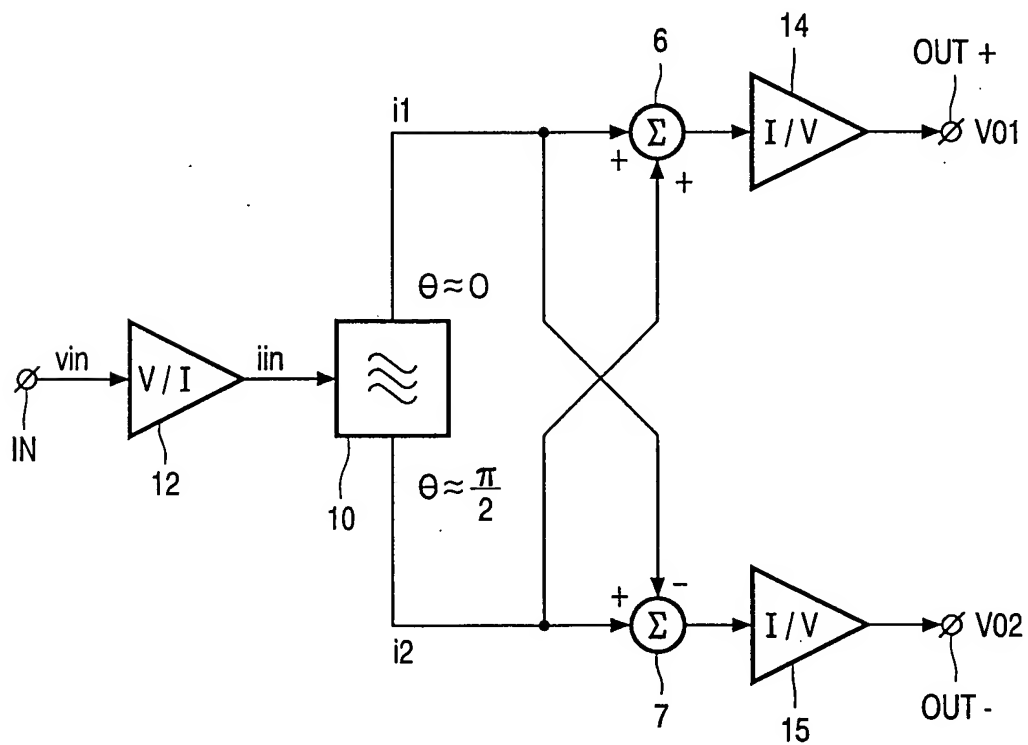 6
14
OUT +
i1
Σ
I / V
V01
+
+
θ ≈ 0
vin
V / I
iin
IN
12
10
θ ≈ π/2
+
-
Σ
I / V
V02
i2
7
15
OUT -